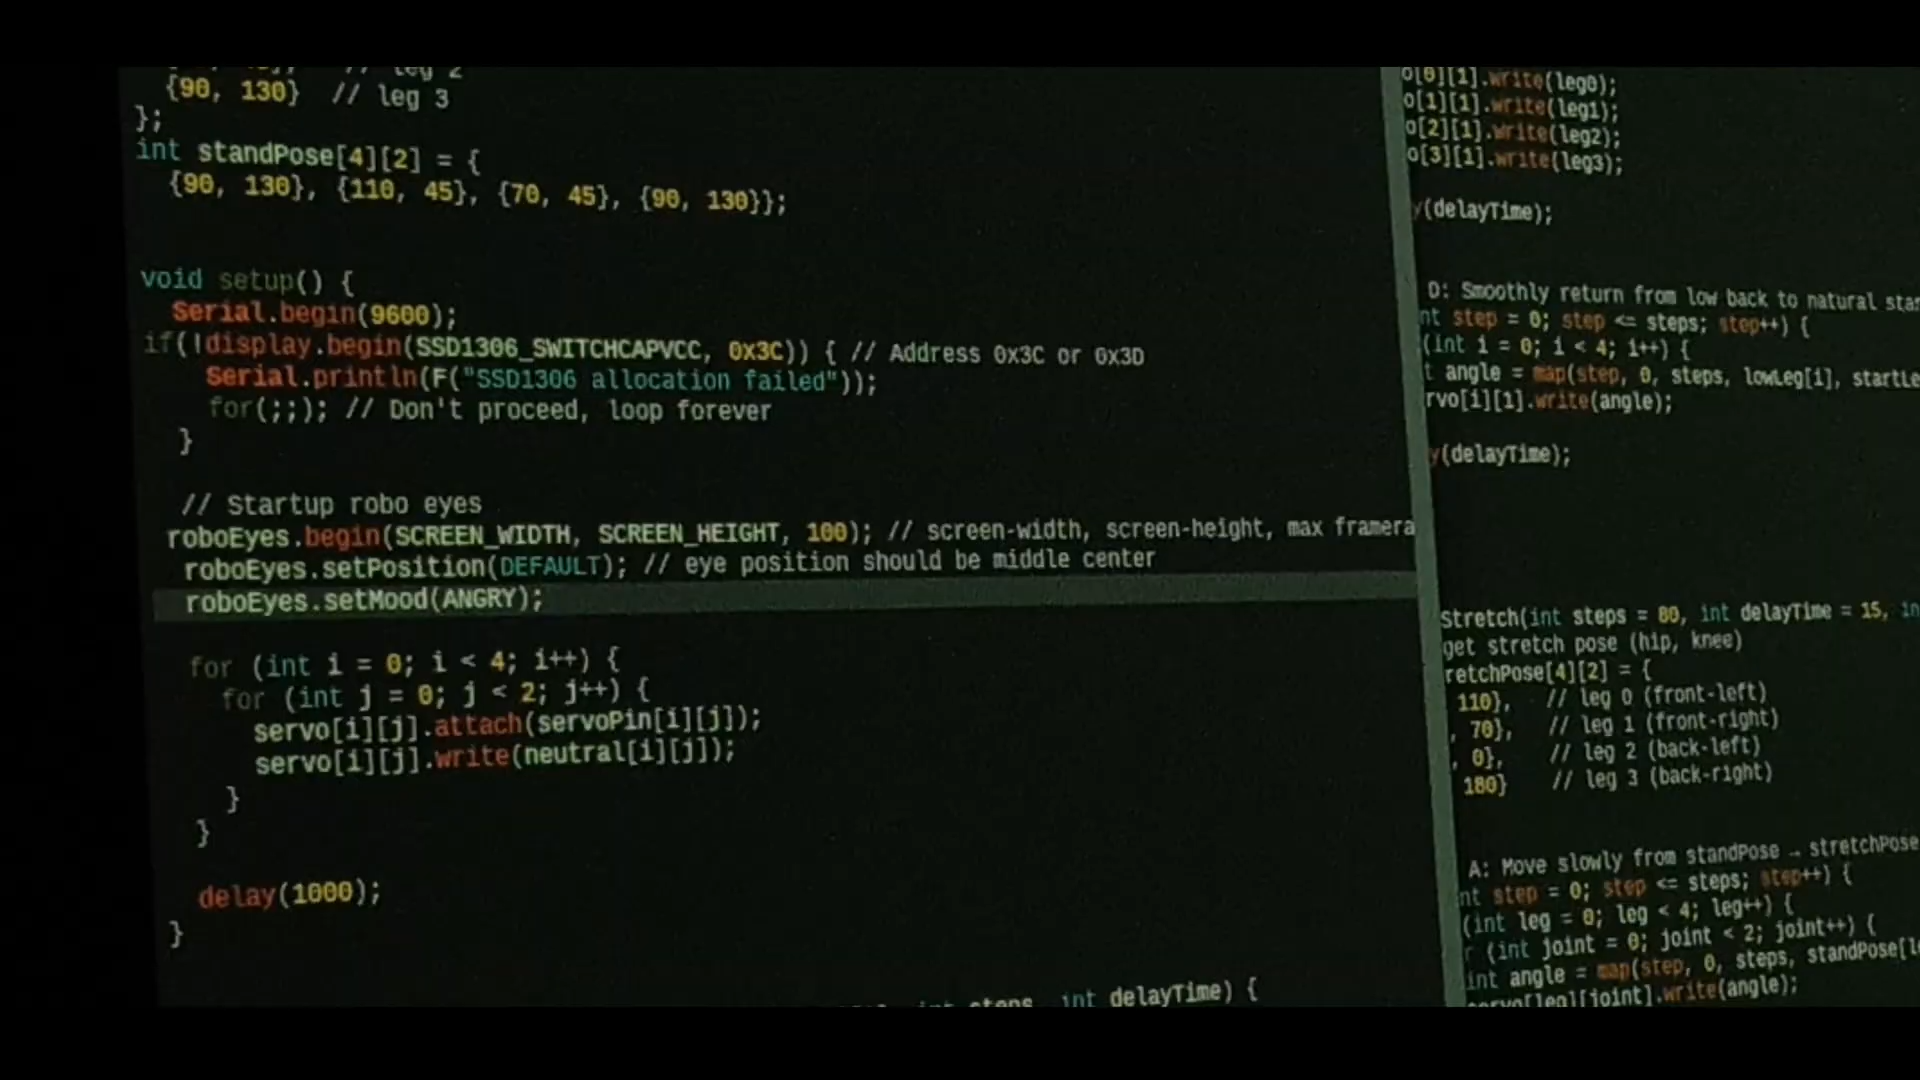 {90, 130}  // leg 3
};
int standPose[4][2] = {
{90, 130}, {110, 45}, {70, 45}, {90, 130}};
void setup() {
Serial.begin(9600);
if(!display.begin(SSD1306_SWITCHCAPVCC, 0x3C)) { // Address 0x3C or 0x3D
Serial.println(F("SSD1306 allocation failed"));
for(;;); // Don't proceed, loop forever
}
// Startup robo eyes
roboEyes.begin(SCREEN_WIDTH, SCREEN_HEIGHT, 100); // screen-width, screen-height, max framera
roboEyes.setPosition(DEFAULT); // eye position should be middle center
roboEyes.setMood(ANGRY);
for (int i = 0; i < 4; i++) {
for (int j = 0; j < 2; j++) {
servo[i][j].attach(servoPin[i][j]);
servo[i][j].write(neutral[i][j]);
}
}
delay(1000);
}
int steps, int delayTime) {
o[0][1].write(leg0);
o[1][1].write(leg1);
o[2][1].write(leg2);
o[3][1].write(leg3);
y(delayTime);
D: Smoothly return from low back to natural stan
nt step = 0; step <= steps; step++) {
(int i = 0; i < 4; i++) {
t angle = map(step, 0, steps, lowLeg[i], startLe
rvo[i][1].write(angle);
y(delayTime);
Stretch(int steps = 80, int delayTime = 15, in
get stretch pose (hip, knee)
retchPose[4][2] = {
110},   // leg 0 (front-left)
, 70},   // leg 1 (front-right)
, 0},    // leg 2 (back-left)
180}    // leg 3 (back-right)
A: Move slowly from standPose → stretchPose
nt step = 0; step <= steps; step++) {
(int leg = 0; leg < 4; leg++) {
r (int joint = 0; joint < 2; joint++) {
int angle = map(step, 0, steps, standPose[le
servo[leg][joint].write(angle);